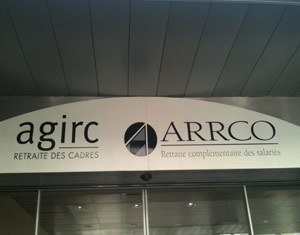 agirc
RETRAITE DES CADRES
ARRCO
Retraite complémentaire des salariés